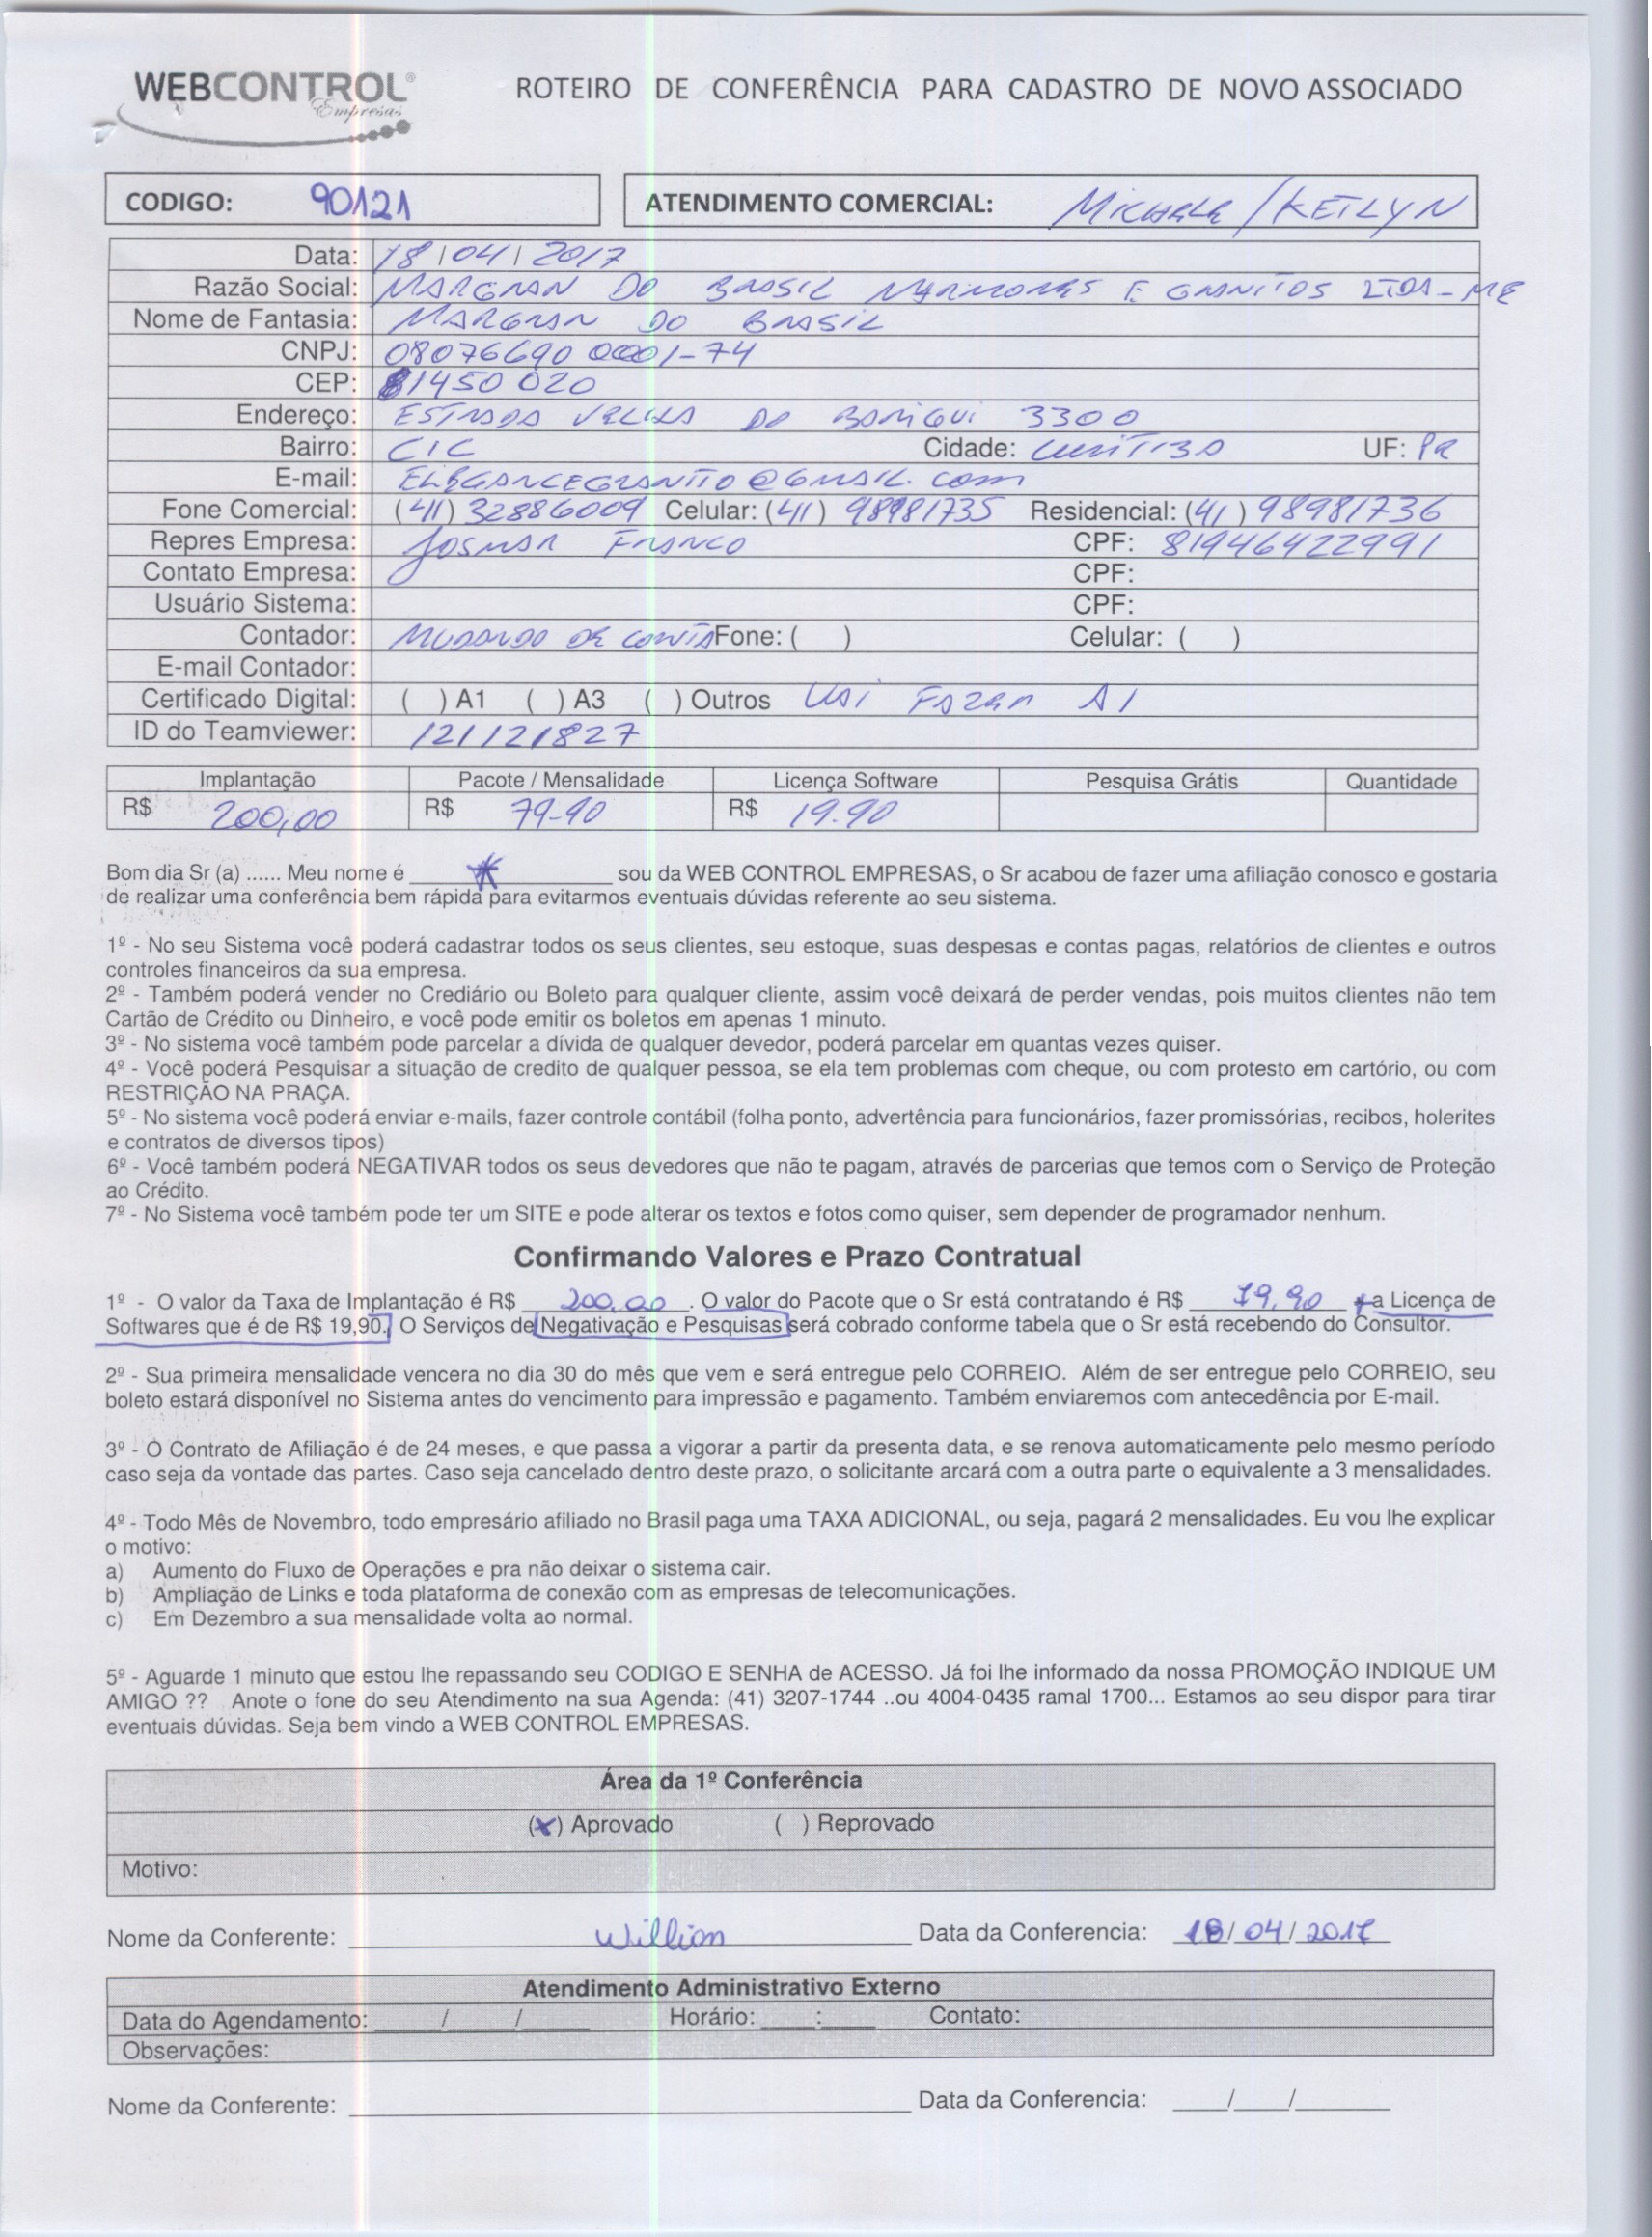 WEBCONTROL®
Empresas
ROTEIRO DE CONFERÊNCIA PARA CADASTRO DE NOVO ASSOCIADO
CODIGO: 90121 ATENDIMENTO COMERCIAL: MICHELE / KETLYN
Data: 18/04/2017
Razão Social: MARGRAN DO BRASIL MARMORES E GRANITOS LTDA-ME
Nome de Fantasia: MARGRAN DO BRASIL
CNPJ: 08076690 0001-74
CEP: 81450 020
Endereço: ESTRADA VELHA DO BARIGUI 3300
Bairro: CIC Cidade: CURITIBA UF: PR
E-mail: ELEGANCEGRANITO@GMAIL.COM
Fone Comercial: (41) 32886009 Celular: (41) 98981735 Residencial: (41) 98981736
Repres Empresa: JOSMAR FRANCO CPF: 81946422991
Contato Empresa: CPF:
Usuário Sistema: CPF:
Contador: MUDANDO DE CONTA Fone: ( ) Celular: ( )
E-mail Contador:
Certificado Digital: ( ) A1 ( ) A3 ( ) Outros VAI FAZER A1
ID do Teamviewer: 121121827
Implantação Pacote / Mensalidade Licença Software Pesquisa Grátis Quantidade
R$ 200,00 R$ 79-90 R$ 19.90
Bom dia Sr (a) ...... Meu nome é ____*____ sou da WEB CONTROL EMPRESAS, o Sr acabou de fazer uma afiliação conosco e gostaria
de realizar uma conferência bem rápida para evitarmos eventuais dúvidas referente ao seu sistema.
1º - No seu Sistema você poderá cadastrar todos os seus clientes, seu estoque, suas despesas e contas pagas, relatórios de clientes e outros
controles financeiros da sua empresa.
2º - Também poderá vender no Crediário ou Boleto para qualquer cliente, assim você deixará de perder vendas, pois muitos clientes não tem
Cartão de Crédito ou Dinheiro, e você pode emitir os boletos em apenas 1 minuto.
3º - No sistema você também pode parcelar a dívida de qualquer devedor, poderá parcelar em quantas vezes quiser.
4º - Você poderá Pesquisar a situação de credito de qualquer pessoa, se ela tem problemas com cheque, ou com protesto em cartório, ou com
RESTRIÇÃO NA PRAÇA.
5º - No sistema você poderá enviar e-mails, fazer controle contábil (folha ponto, advertência para funcionários, fazer promissórias, recibos, holerites
e contratos de diversos tipos)
6º - Você também poderá NEGATIVAR todos os seus devedores que não te pagam, através de parcerias que temos com o Serviço de Proteção
ao Crédito.
7º - No Sistema você também pode ter um SITE e pode alterar os textos e fotos como quiser, sem depender de programador nenhum.
Confirmando Valores e Prazo Contratual
1º - O valor da Taxa de Implantação é R$ 200,00 . O valor do Pacote que o Sr está contratando é R$ 79,90 + a Licença de
Softwares que é de R$ 19,90. O Serviços de Negativação e Pesquisas será cobrado conforme tabela que o Sr está recebendo do Consultor.
2º - Sua primeira mensalidade vencera no dia 30 do mês que vem e será entregue pelo CORREIO. Além de ser entregue pelo CORREIO, seu
boleto estará disponível no Sistema antes do vencimento para impressão e pagamento. Também enviaremos com antecedência por E-mail.
3º - O Contrato de Afiliação é de 24 meses, e que passa a vigorar a partir da presenta data, e se renova automaticamente pelo mesmo período
caso seja da vontade das partes. Caso seja cancelado dentro deste prazo, o solicitante arcará com a outra parte o equivalente a 3 mensalidades.
4º - Todo Mês de Novembro, todo empresário afiliado no Brasil paga uma TAXA ADICIONAL, ou seja, pagará 2 mensalidades. Eu vou lhe explicar
o motivo:
a) Aumento do Fluxo de Operações e pra não deixar o sistema cair.
b) Ampliação de Links e toda plataforma de conexão com as empresas de telecomunicações.
c) Em Dezembro a sua mensalidade volta ao normal.
5º - Aguarde 1 minuto que estou lhe repassando seu CODIGO E SENHA de ACESSO. Já foi lhe informado da nossa PROMOÇÃO INDIQUE UM
AMIGO ?? Anote o fone do seu Atendimento na sua Agenda: (41) 3207-1744 ..ou 4004-0435 ramal 1700... Estamos ao seu dispor para tirar
eventuais dúvidas. Seja bem vindo a WEB CONTROL EMPRESAS.
Área da 1º Conferência
(x) Aprovado ( ) Reprovado
Motivo:
Nome da Conferente: Willian Data da Conferencia: 18/04/2017
Atendimento Administrativo Externo
Data do Agendamento: ____/____/____ Horário: ____:____ Contato:
Observações:
Nome da Conferente: ____ Data da Conferencia: ____/____/____